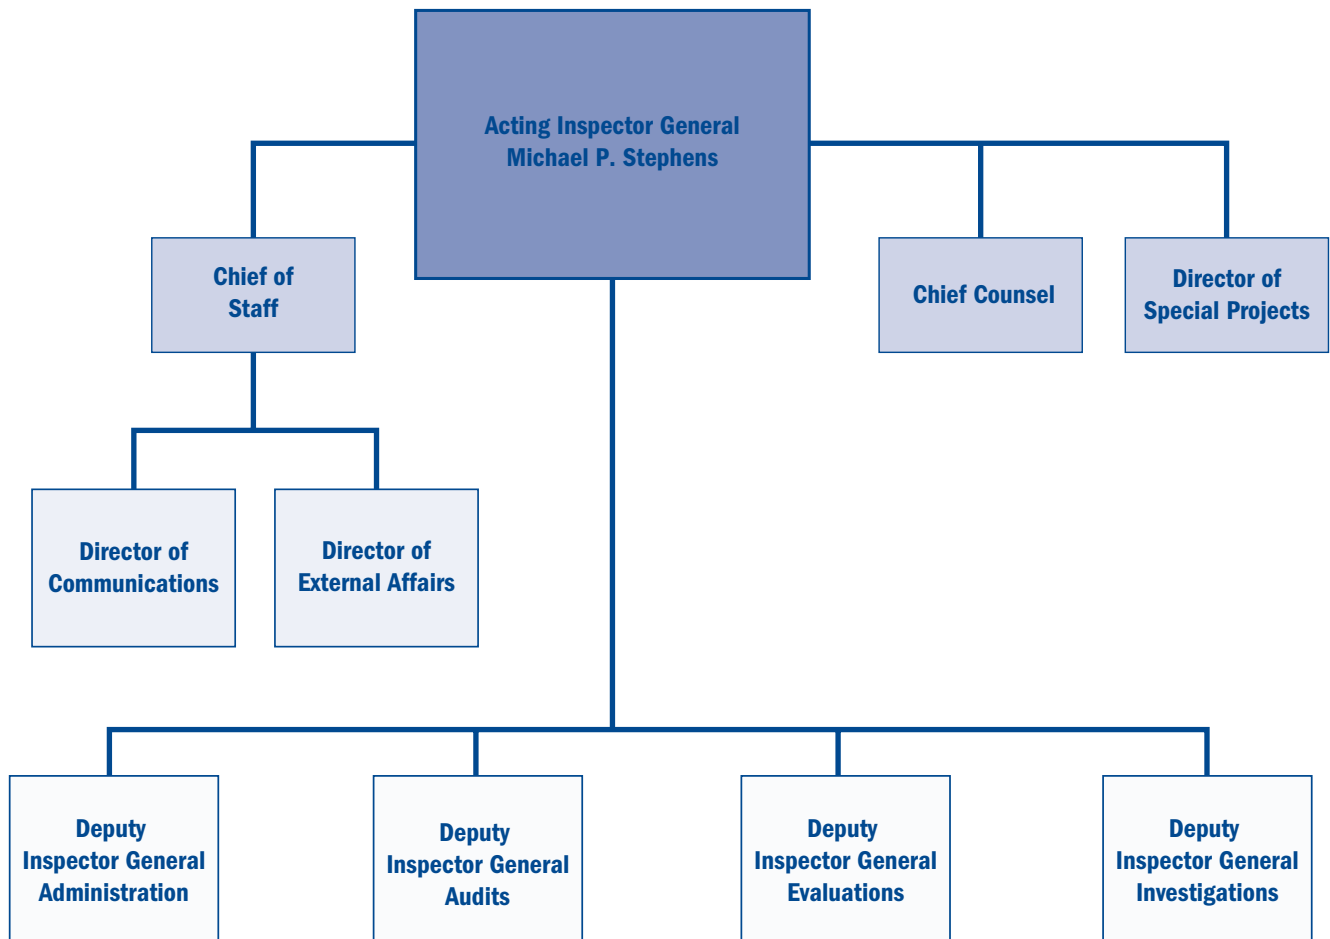 Acting Inspector General
Michael P. Stephens
Chief of
Staff
Chief Counsel
Director of
Special Projects
Director of
Communications
Director of
External Affairs
Deputy
Inspector General
Administration
Deputy
Inspector General
Audits
Deputy
Inspector General
Evaluations
Deputy
Inspector General
Investigations